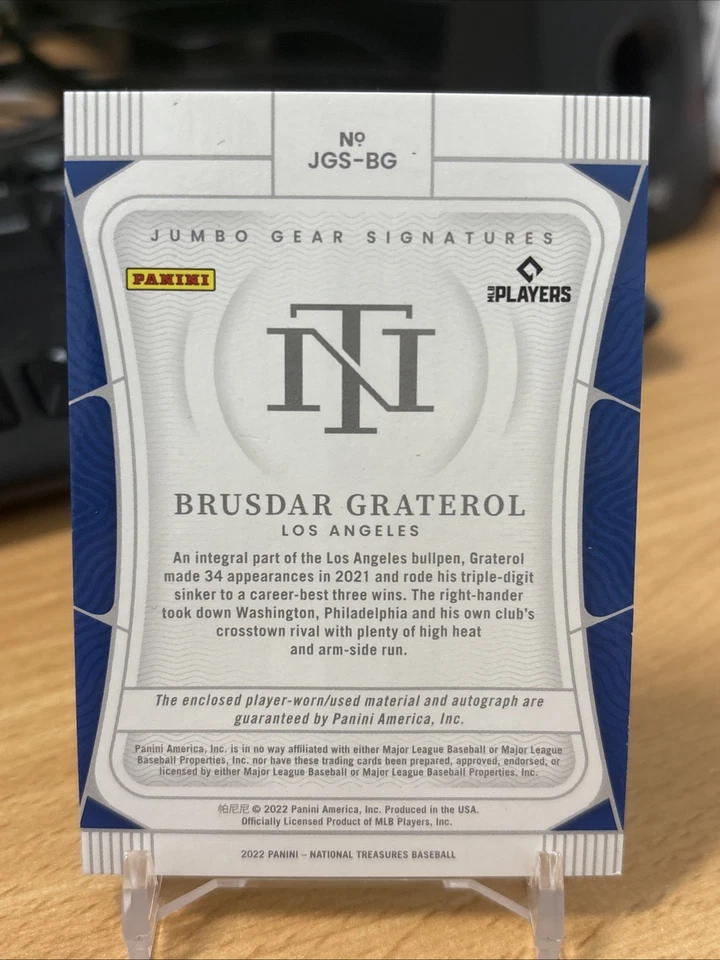 Nº
JGS-BG
JUMBO GEAR SIGNATURES
PANINI
MLB PLAYERS
NT
BRUSDAR GRATEROL
LOS ANGELES
An integral part of the Los Angeles bullpen, Graterol
made 34 appearances in 2021 and rode his triple-digit
sinker to a career-best three wins. The right-hander
took down Washington, Philadelphia and his own club's
crosstown rival with plenty of high heat
and arm-side run.
The enclosed player-worn/used material and autograph are
guaranteed by Panini America, Inc.
Panini America, Inc. is in no way affiliated with either Major League Baseball or Major League
Baseball Properties, Inc. nor have these trading cards been prepared, approved, endorsed, or
licensed by either Major League Baseball or Major League Baseball Properties, Inc.
帕尼尼 © 2022 Panini America, Inc. Produced in the USA.
Officially Licensed Product of MLB Players, Inc.
2022 PANINI – NATIONAL TREASURES BASEBALL